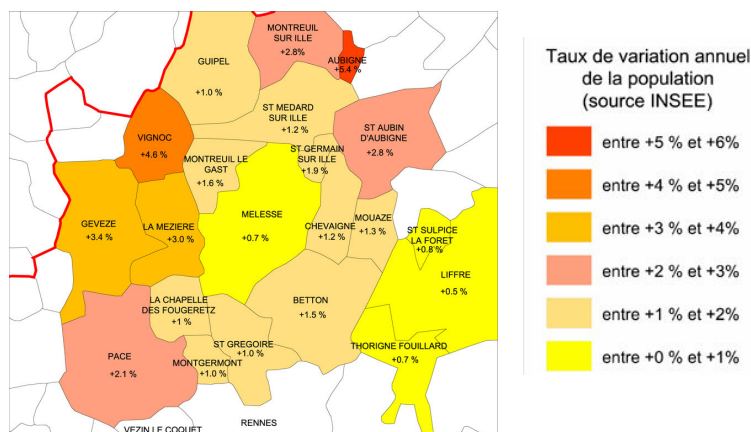 MONTREUIL
SUR ILLE
+2.8%
AUBIGNE
+5.4 %
GUIPEL
+1.0 %
ST MEDARD
SUR ILLE
+1.2 %
VIGNOC
+4.6 %
ST AUBIN
D'AUBIGNE
+2.8 %
MONTREUIL LE
GAST
+1.6 %
ST GERMAIN
SUR ILLE
+1.9 %
GEVEZE
+3.4 %
LA MEZIERE
+3.0 %
MELESSE
+0.7 %
CHEVAIGNE
+1.2 %
MOUAZE
+1.3 %
ST SULPICE
LA FORET
+0.8 %
LIFFRE
+0.5 %
LA CHAPELLE
DES FOUGERETZ
+1 %
BETTON
+1.5 %
ST GREGOIRE
+1.0 %
THORIGNE FOUILLARD
+0.7 %
PACE
+2.1 %
MONTGERMONT
+1.0 %
VEZIN LE COQUET
RENNES
Taux de variation annuel
de la population
(source INSEE)
entre +5 % et +6%
entre +4 % et +5%
entre +3 % et +4%
entre +2 % et +3%
entre +1 % et +2%
entre +0 % et +1%